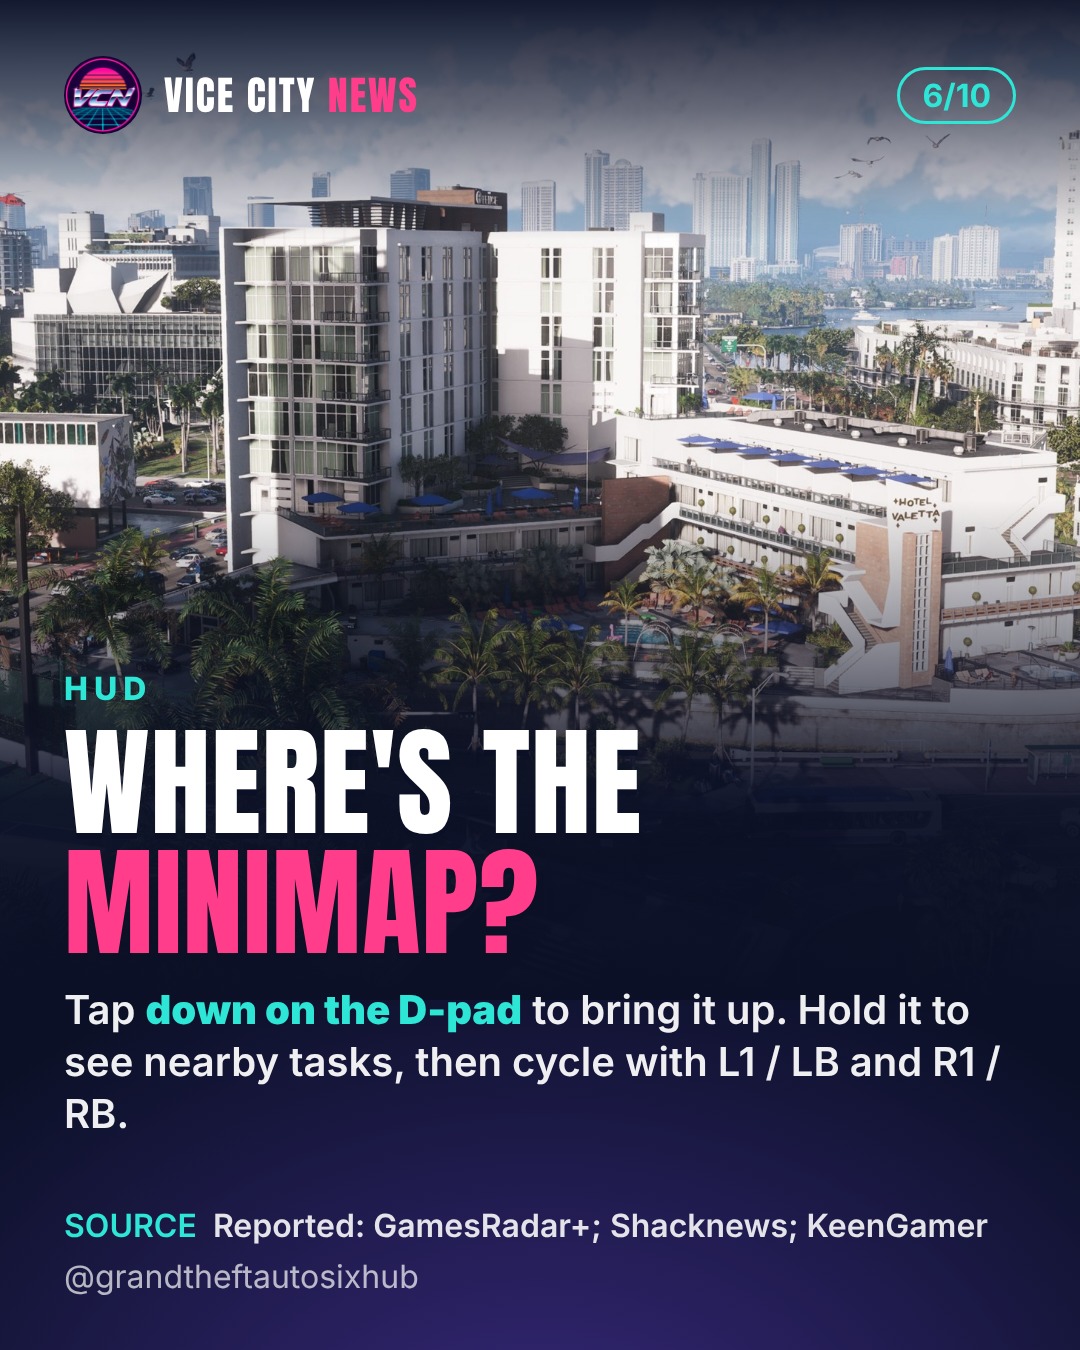 VCN
VICE CITY NEWS
6/10
HOTEL
VALETTA
HUD
WHERE'S THE
MINIMAP?
Tap down on the D-pad to bring it up. Hold it to
see nearby tasks, then cycle with L1 / LB and R1 /
RB.
SOURCE Reported: GamesRadar+; Shacknews; KeenGamer
@grandtheftautosixhub